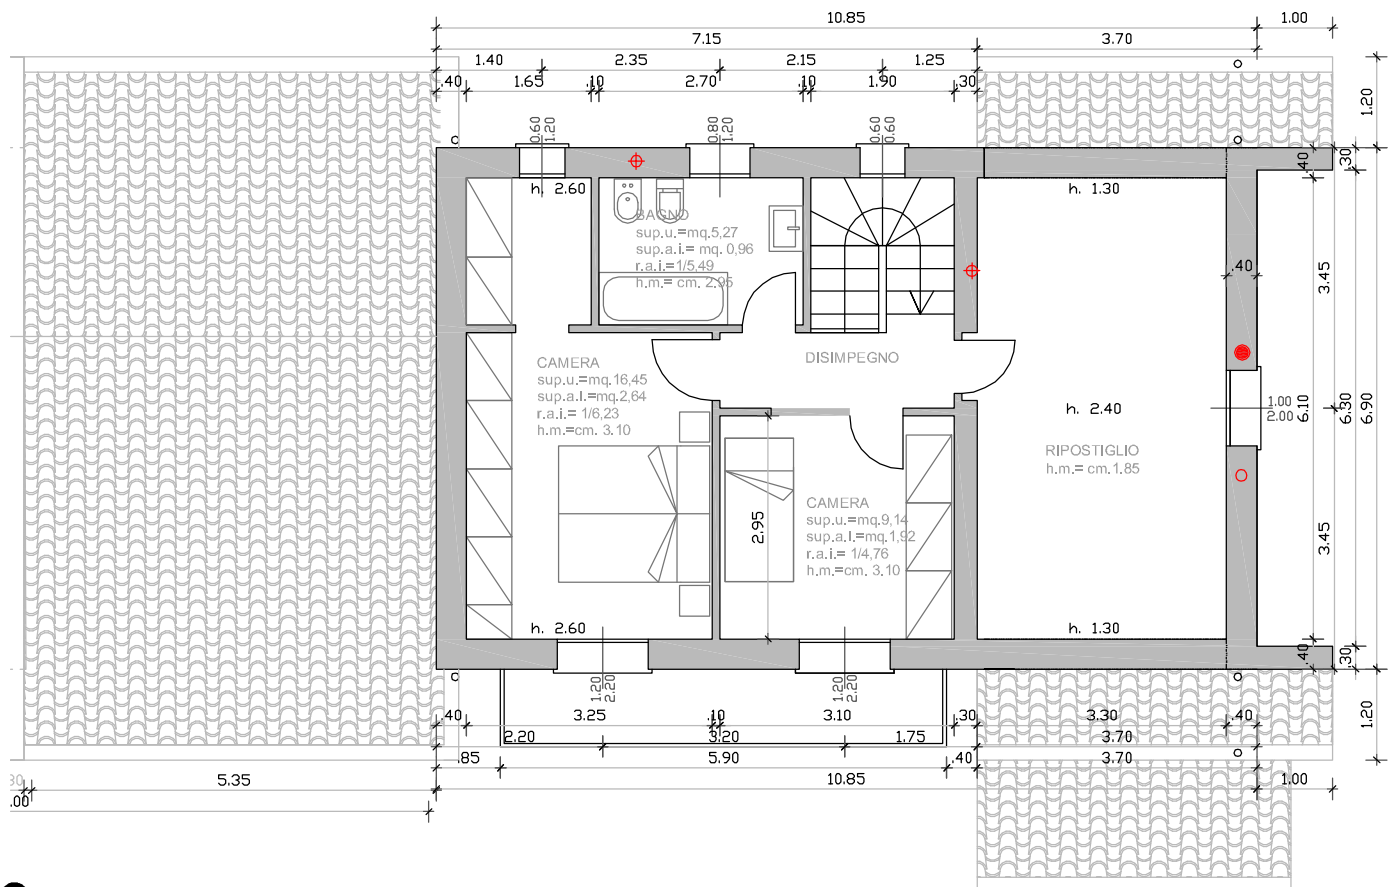 10.85 1.00
7.15 3.70
1.40 2.35 2.15 1.25
.40 1.65 .10 2.70 .10 1.90 .30
1.20
0.60 1.20
0.80 1.20
0.60 0.60
.40 .30
h. 2.60
h. 1.30
BAGNO
sup.u.=mq.5,27
sup.a.i.= mq. 0,96
r.a.i.=1/5,49
h.m.= cm. 2,95
.40
3.45
CAMERA
sup.u.=mq.16,45
sup.a.l.=mq.2,64
r.a.i.= 1/6,23
h.m.=cm. 3.10
DISIMPEGNO
h. 2.40
1.00
2.00
6.10 6.30 6.90
RIPOSTIGLIO
h.m.= cm.1.85
2.95
CAMERA
sup.u.=mq.9,14
sup.a.l.=mq.1,92
r.a.i.= 1/4,76
h.m.=cm. 3.10
3.45
h. 2.60
h. 1.30
.40 .30
1.20 2.20
1.20 2.20
1.20
.40 3.25 .10 3.10 .30 3.30 .40
2.20 3.20 1.75 3.70
.85 5.90 .40 3.70
30 5.35 10.85 1.00
.00